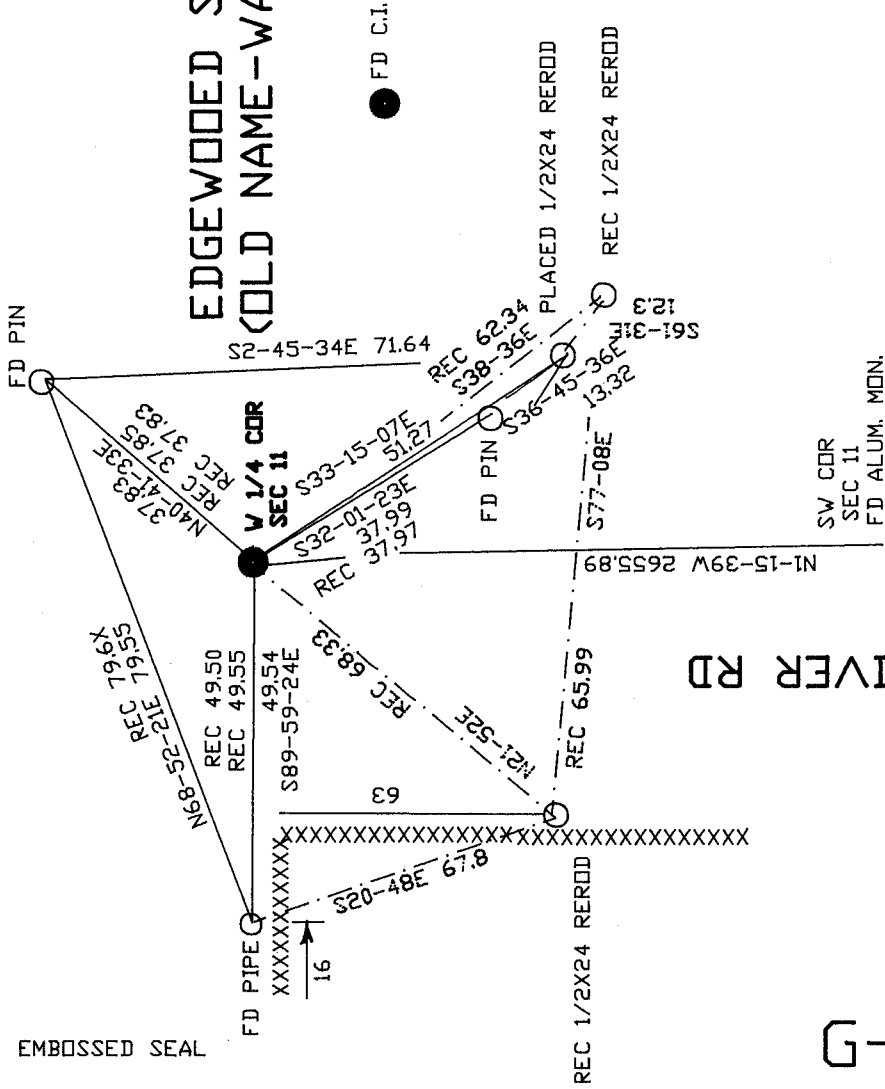 EDGEWOOED S
(OLD NAME-WA
FD C.I.
FD PIN
S2-45-34E 71.64
REC 37.83
REC 37.85
37.83
N40-41-33E
REC 79.6X
N68-52-21E 79.55
W 1/4 COR
SEC 11
REC 62.34
S38-36E
PLACED 1/2X24 REROD
REC 1/2X24 REROD
S61-31E
12.3
S33-15-07E
51.27
S36-45-36E
13.32
FD PIN
S32-01-23E
37.99
REC 37.97
REC 49.50
REC 49.55
49.54
S89-59-24E
REC 68.33
N21-52E
S77-08E
REC 65.99
N1-15-39W 2655.89
SW COR
SEC 11
FD ALUM. MON.
IVER RD
63
XXXXXXXXXXXXX
XXXXXXXXXXXXXXXXXXXXXXXXXXXXXXXXXXX
S20-48E 67.8
FD PIPE
16
REC 1/2X24 REROD
EMBOSSED SEAL
-G